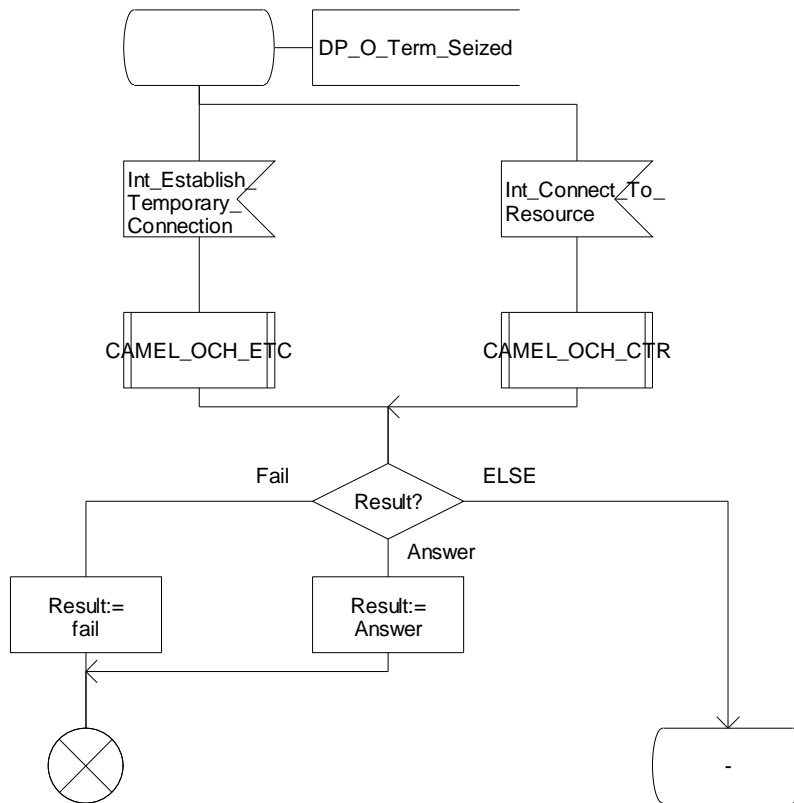 DP_O_Term_Seized
Int_Establish_
Temporary_
Connection
Int_Connect_To_
Resource
CAMEL_OCH_ETC
CAMEL_OCH_CTR
Fail
ELSE
Result?
Answer
Result:=
fail
Result:=
Answer
-